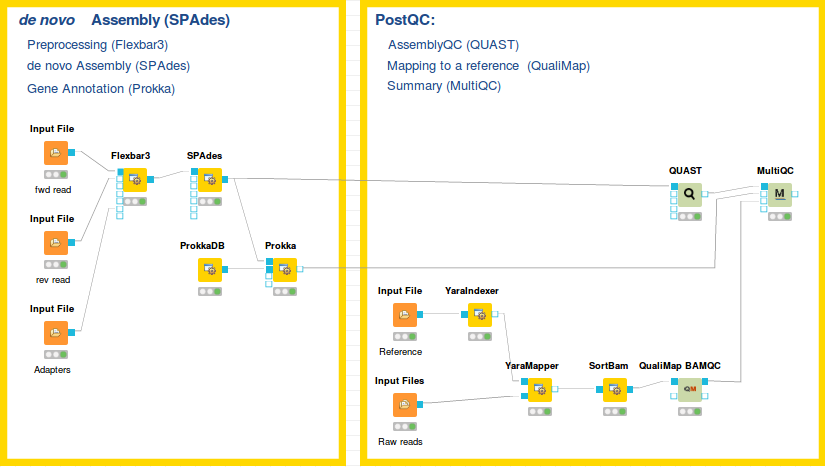 de novo Assembly (SPAdes)
Preprocessing (Flexbar3)
de novo Assembly (SPAdes)
Gene Annotation (Prokka)
Input File
Flexbar3
SPAdes
fwd read
Input File
ProkkaDB
Prokka
rev read
Input File
Adapters
PostQC:
AssemblyQC (QUAST)
Mapping to a reference (QualiMap)
Summary (MultiQC)
QUAST
MultiQC
M
Input File
YaraIndexer
Reference
YaraMapper
SortBam
QualiMap BAMQC
Input Files
QM
Raw reads